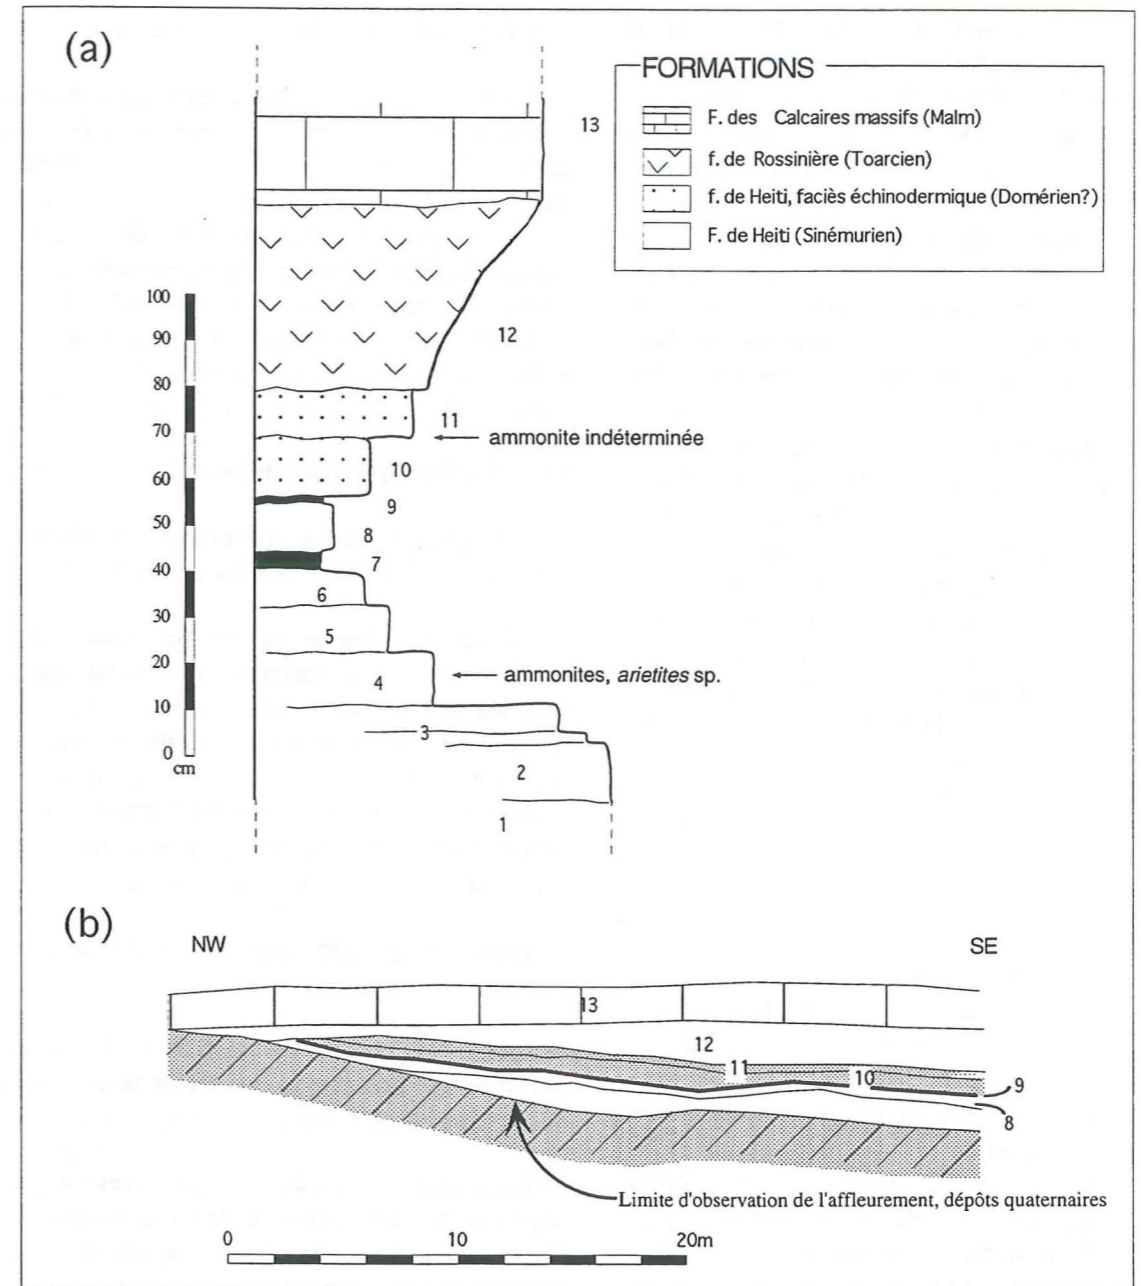 (a)
FORMATIONS
F. des Calcaires massifs (Malm)
f. de Rossinière (Toarcien)
f. de Heiti, faciès échinodermique (Domérien?)
F. de Heiti (Sinémurien)
13
12
11
ammonite indéterminée
10
9
8
7
6
5
4
ammonites, arietites sp.
3
2
1
100
90
80
70
60
50
40
30
20
10
0
cm
(b)
NW
SE
13
12
11
10
9
8
Limite d'observation de l'affleurement, dépôts quaternaires
0
10
20m